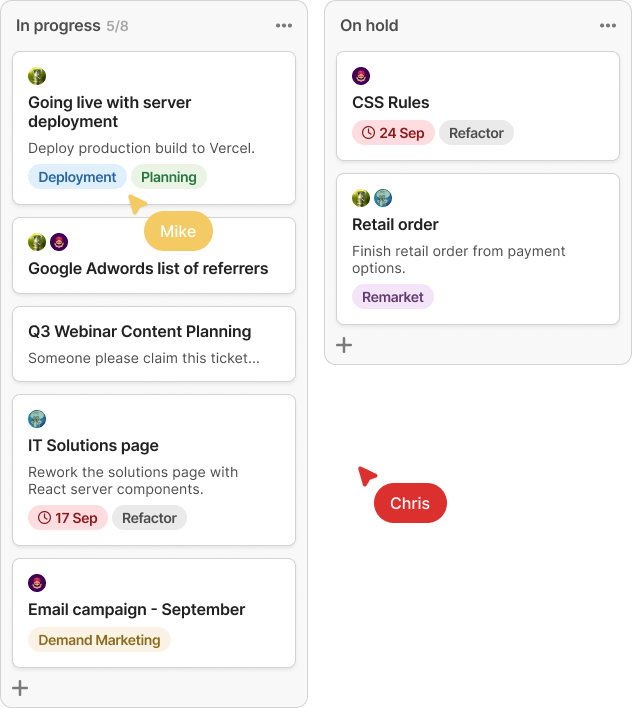 In progress 5/8
Going live with server
deployment
Deploy production build to Vercel.
Deployment Planning
Mike
Google Adwords list of referrers
Q3 Webinar Content Planning
Someone please claim this ticket...
IT Solutions page
Rework the solutions page with
React server components.
17 Sep Refactor
Email campaign - September
Demand Marketing
On hold
CSS Rules
24 Sep Refactor
Retail order
Finish retail order from payment
options.
Remarket
Chris